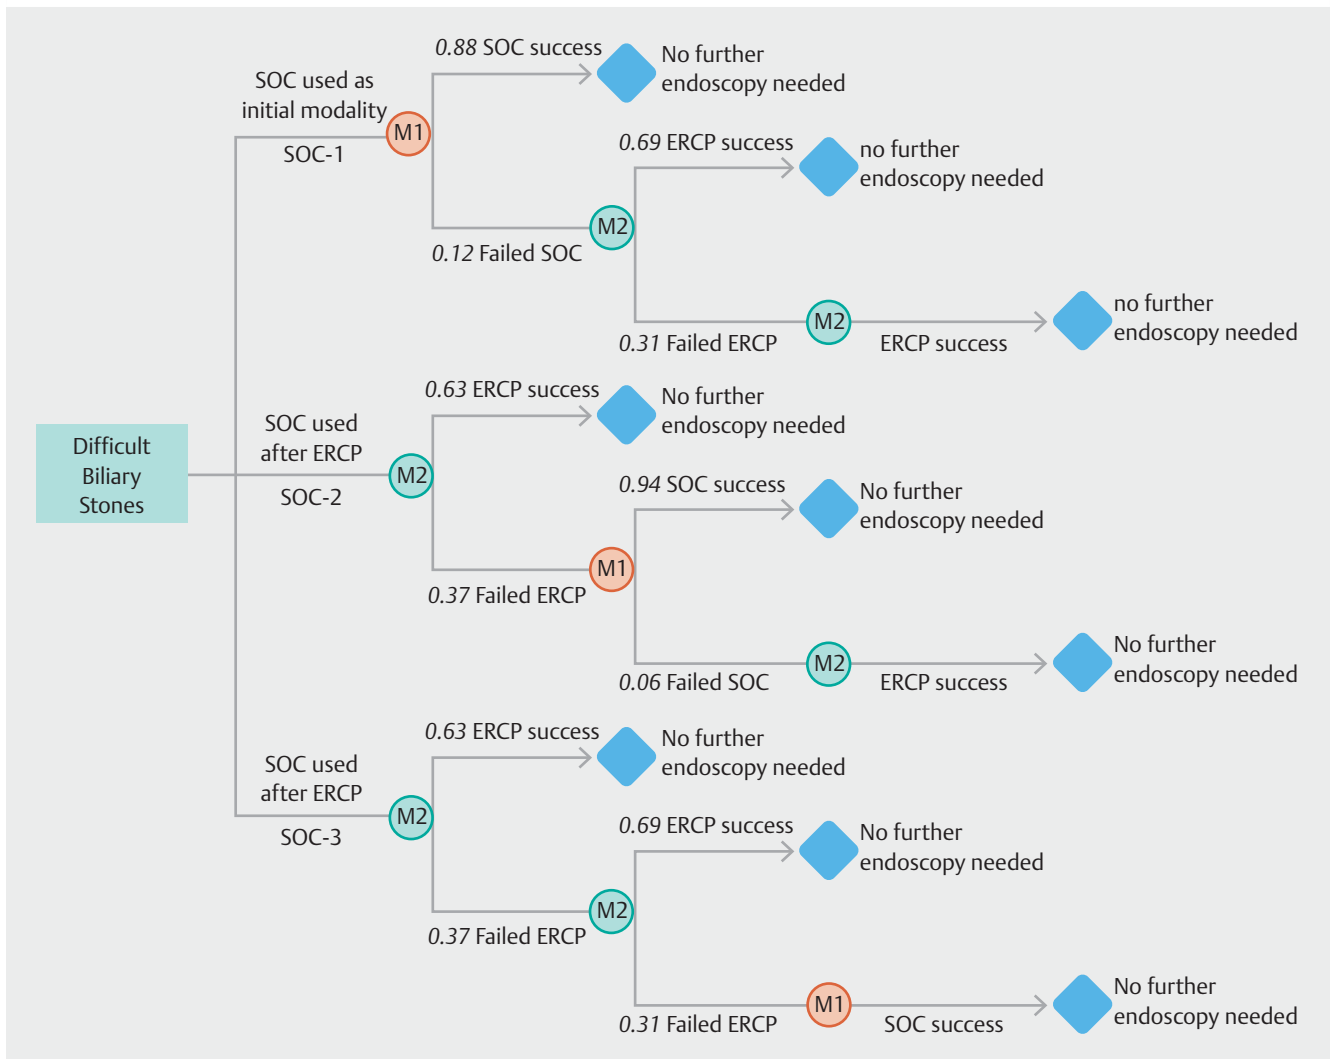 Difficult
Biliary
Stones
SOC used as
initial modality
SOC-1
M1
0.88 SOC success
No further
endoscopy needed
0.12 Failed SOC
M2
0.69 ERCP success
no further
endoscopy needed
0.31 Failed ERCP
M2
ERCP success
no further
endoscopy needed
SOC used
after ERCP
SOC-2
M2
0.63 ERCP success
No further
endoscopy needed
0.37 Failed ERCP
M1
0.94 SOC success
No further
endoscopy needed
0.06 Failed SOC
M2
ERCP success
No further
endoscopy needed
SOC used
after ERCP
SOC-3
M2
0.63 ERCP success
No further
endoscopy needed
0.37 Failed ERCP
M2
0.69 ERCP success
No further
endoscopy needed
0.31 Failed ERCP
M1
SOC success
No further
endoscopy needed